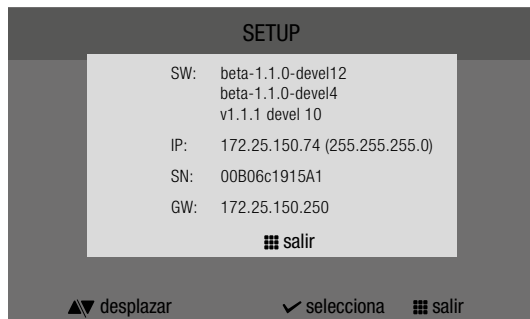 SETUP
SW: beta-1.1.0-devel12
beta-1.1.0-devel4
v1.1.1 devel 10
IP: 172.25.150.74 (255.255.255.0)
SN: 00B06c1915A1
GW: 172.25.150.250
salir
desplazar selecciona salir